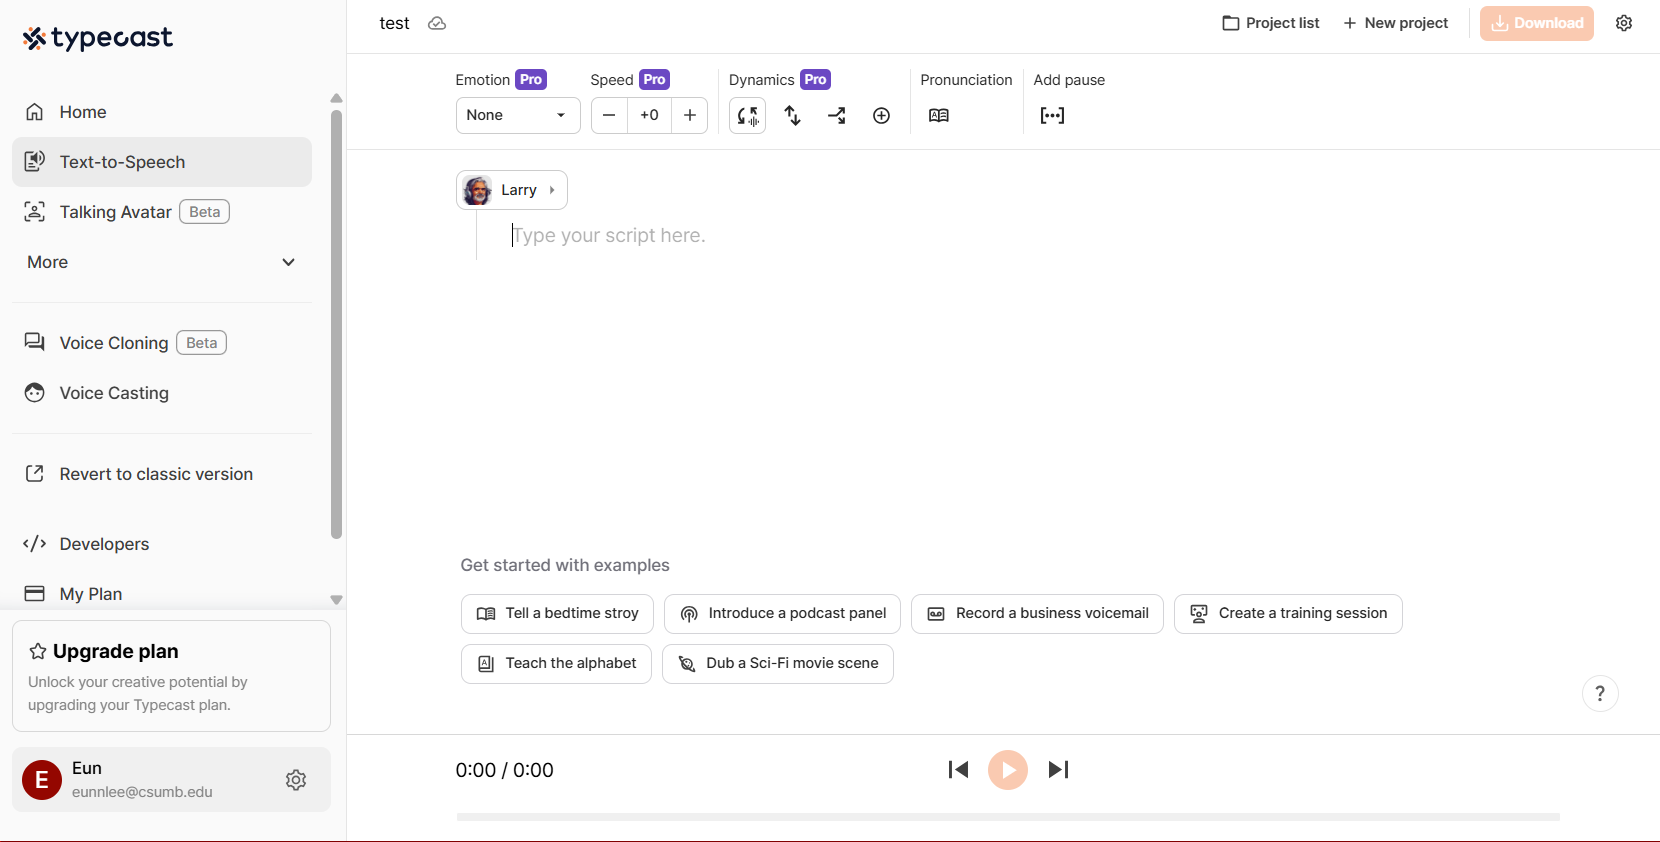 typecast
Home
Text-to-Speech
Talking Avatar Beta
More
Voice Cloning Beta
Voice Casting
Revert to classic version
Developers
My Plan
Upgrade plan
Unlock your creative potential by
upgrading your Typecast plan.
E
Eun
eunnlee@csumb.edu
test
Project list
New project
Download
Emotion Pro
Speed Pro
Dynamics Pro
Pronunciation
Add pause
None
+0
Larry
Type your script here.
Get started with examples
Tell a bedtime stroy
Introduce a podcast panel
Record a business voicemail
Create a training session
Teach the alphabet
Dub a Sci-Fi movie scene
?
0:00 / 0:00